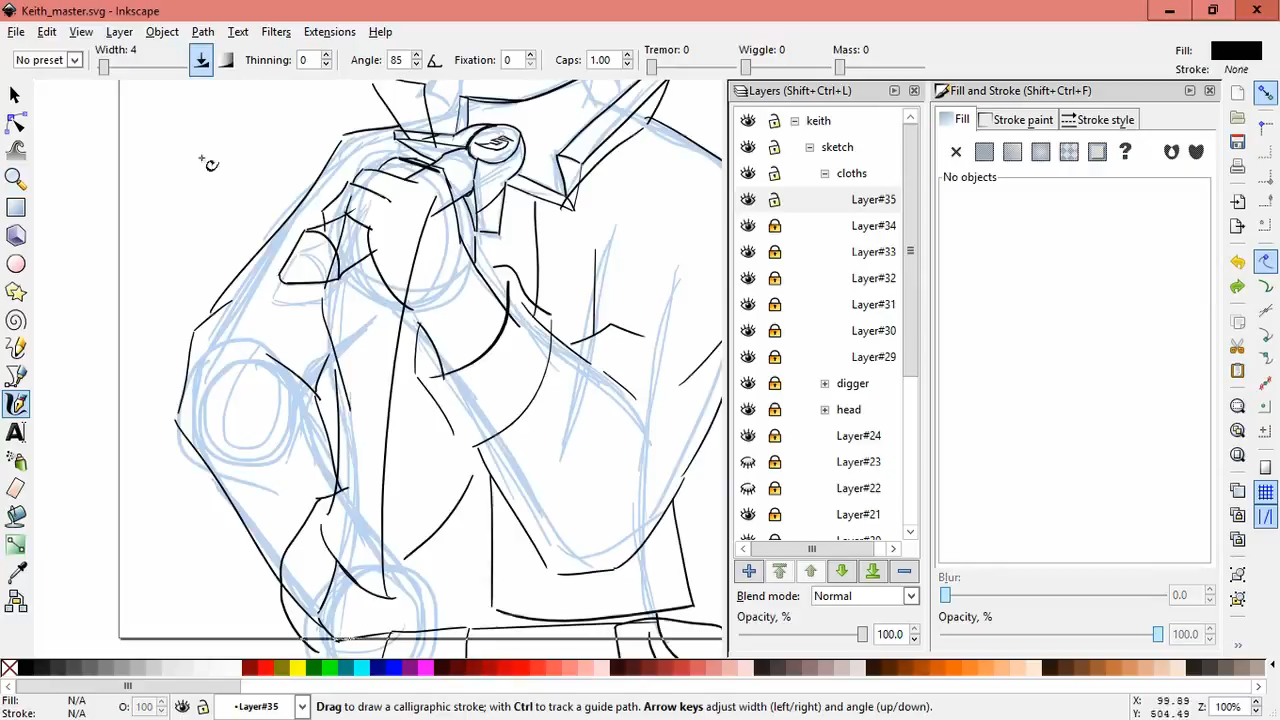 Keith_master.svg - Inkscape
File Edit View Layer Object Path Text Filters Extensions Help
No preset Width: 4 Thinning: 0 Angle: 85 Fixation: 0 Caps: 1.00 Tremor: 0 Wiggle: 0 Mass: 0 Fill:
Stroke: None
Layers (Shift+Ctrl+L) Fill and Stroke (Shift+Ctrl+F)
keith
Fill Stroke paint Stroke style
sketch
cloths
No objects
Layer#35
Layer#34
Layer#33
Layer#32
Layer#31
Layer#30
Layer#29
digger
head
Layer#24
Layer#23
Layer#22
Layer#21
Blur:
0.0
Blend mode: Normal
Opacity, %
100.0
Opacity, %
100.0
Fill: N/A
Stroke: N/A
O: 100
•Layer#35
Drag to draw a calligraphic stroke; with Ctrl to track a guide path. Arrow keys adjust width (left/right) and angle (up/down).
X: 99.89
Y: 504.49
Z: 100%